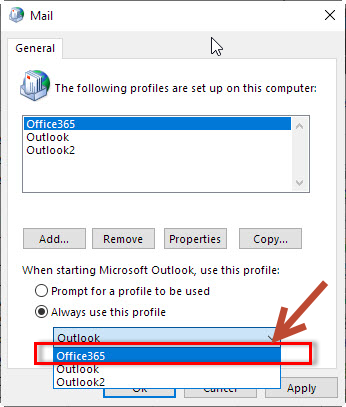 Mail
General
The following profiles are set up on this computer:
Office365
Outlook
Outlook2
Add... Remove Properties Copy...
When starting Microsoft Outlook, use this profile:
Prompt for a profile to be used
Always use this profile
Outlook
Office365
Outlook
Outlook2
OK Cancel Apply